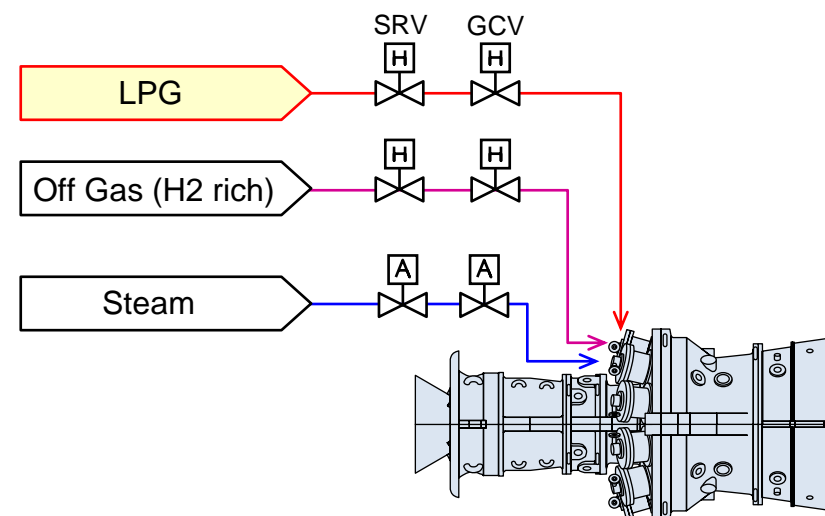 SRV GCV
H H
LPG
H H
Off Gas (H2 rich)
A A
Steam